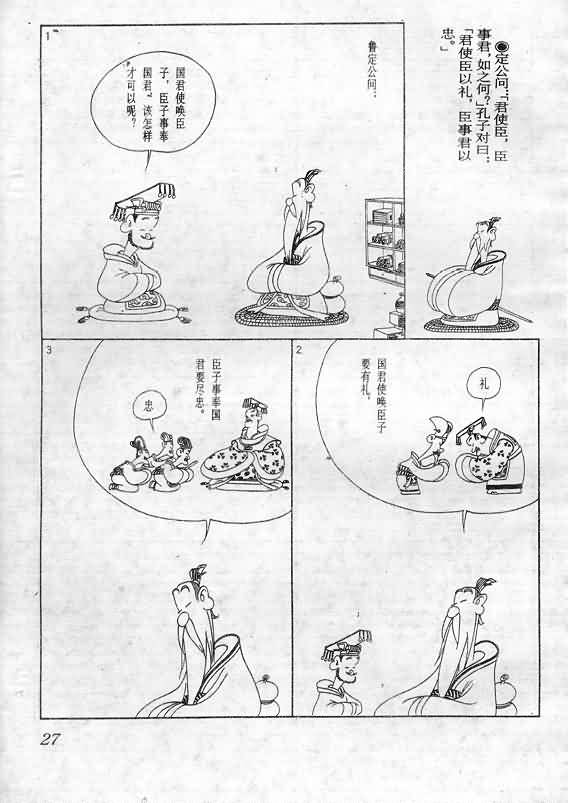 ◉定公问：「君使臣，臣
事君，如之何？」孔子对曰：
「君使臣以礼，臣事君以
忠。」
1
鲁定公问：
国君使唤臣
子，臣子事奉
国君，该怎样
才可以呢？
2
国君使唤臣子
要有礼，
礼
3
臣子事奉国
君要尽忠。
忠
27